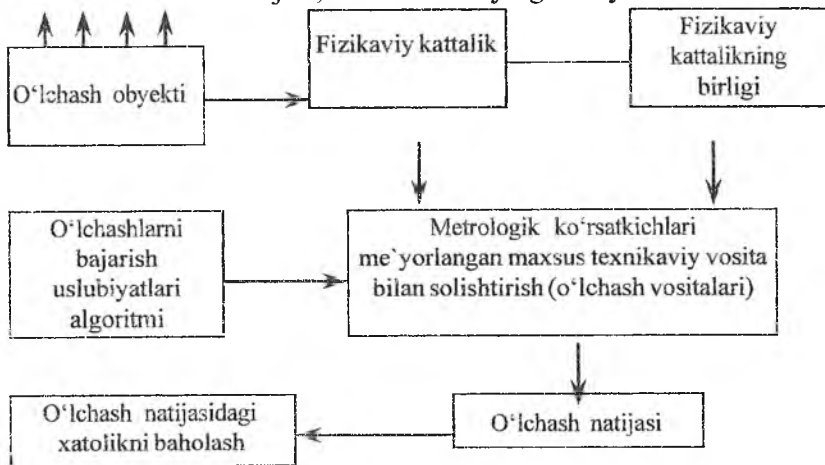 O‘lchash obyekti
Fizikaviy kattalik
Fizikaviy
kattalikning
birligi
O‘lchashlarni
bajarish
uslubiyatlari
algoritmi
Metrologik ko‘rsatkichlari
me`yorlangan maxsus texnikaviy vosita
bilan solishtirish (o‘lchash vositalari)
O‘lchash natijasidagi
xatolikni baholash
O‘lchash natijasi